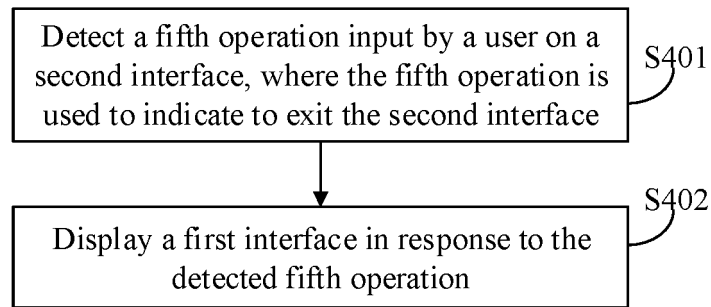 Detect a fifth operation input by a user on a
second interface, where the fifth operation is
used to indicate to exit the second interface
S401
Display a first interface in response to the
detected fifth operation
S402